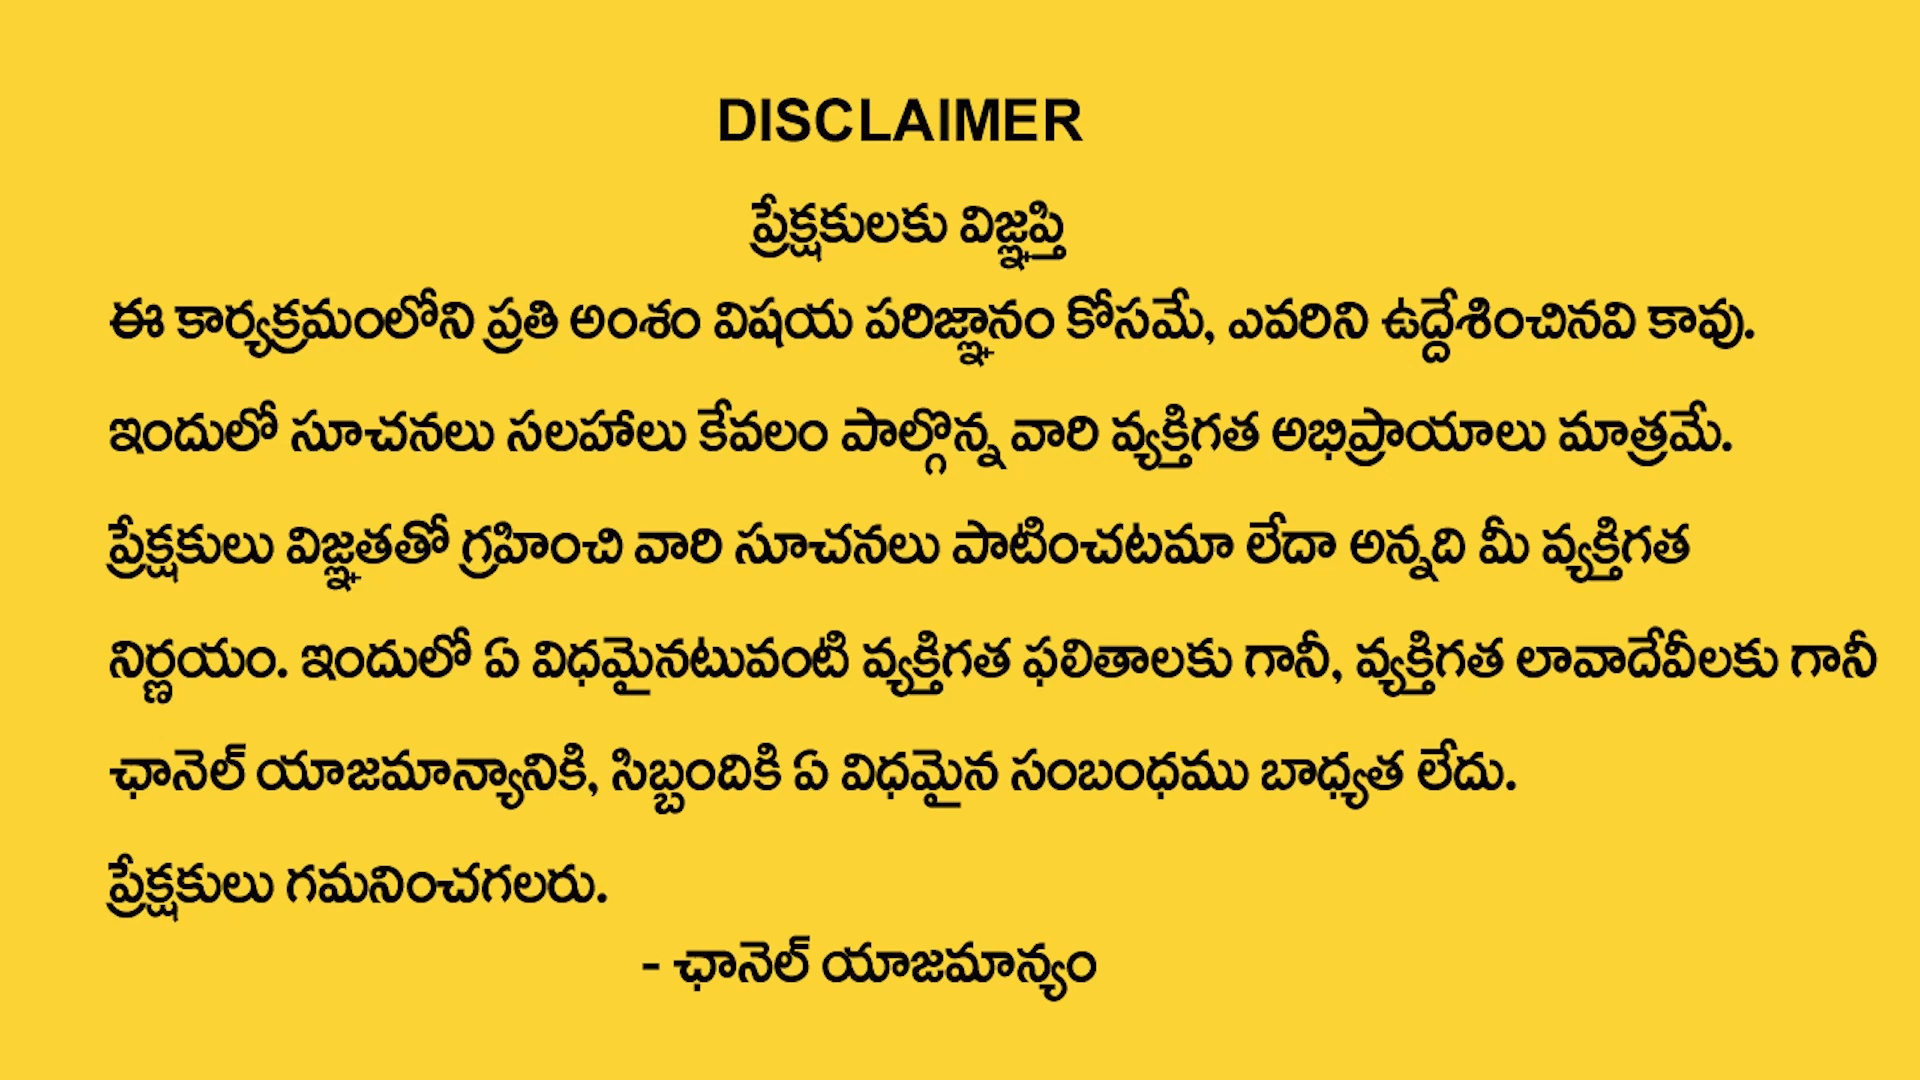 DISCLAIMER
ప్రేక్షకులకు విజ్ఞప్తి
ఈ కార్యక్రమంలోని ప్రతి అంశం విషయ పరిజ్ఞానం కోసమే, ఎవరిని ఉద్దేశించినవి కావు.
ఇందులో సూచనలు సలహాలు కేవలం పాల్గొన్న వారి వ్యక్తిగత అభిప్రాయాలు మాత్రమే.
ప్రేక్షకులు విజ్ఞతతో గ్రహించి వారి సూచనలు పాటించటమా లేదా అన్నది మీ వ్యక్తిగత
నిర్ణయం. ఇందులో ఏ విధమైనటువంటి వ్యక్తిగత ఫలితాలకు గానీ, వ్యక్తిగత లావాదేవీలకు గానీ
ఛానెల్ యాజమాన్యానికి, సిబ్బందికి ఏ విధమైన సంబంధము బాధ్యత లేదు.
ప్రేక్షకులు గమనించగలరు.
- ఛానెల్ యాజమాన్యం